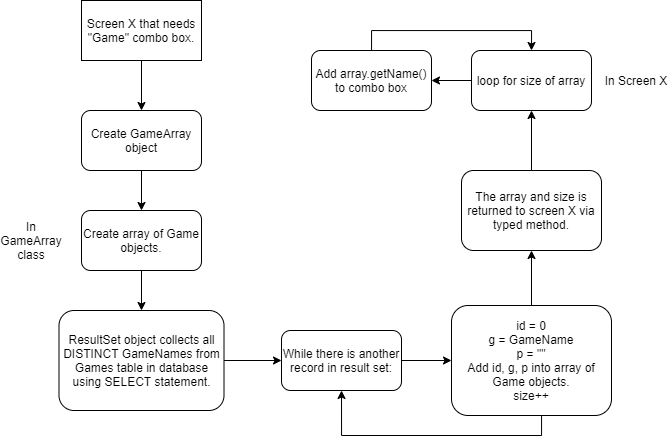 Screen X that needs
"Game" combo box.
Create GameArray
object
In
GameArray
class
Create array of Game
objects.
ResultSet object collects all
DISTINCT GameNames from
Games table in database
using SELECT statement.
While there is another
record in result set:
id = 0
g = GameName
p = ""
Add id, g, p into array of
Game objects.
size++
The array and size is
returned to screen X via
typed method.
loop for size of array
In Screen X
Add array.getName()
to combo box